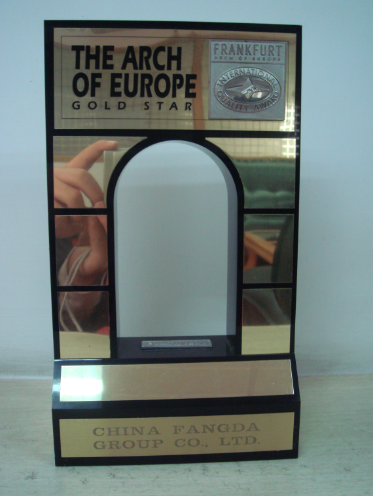 THE ARCH
OF EUROPE
GOLD STAR
FRANKFURT
ARCH OF EUROPE
INTERNATIONAL
QUALITY AWARD
CHINA FANGDA
GROUP CO., LTD.